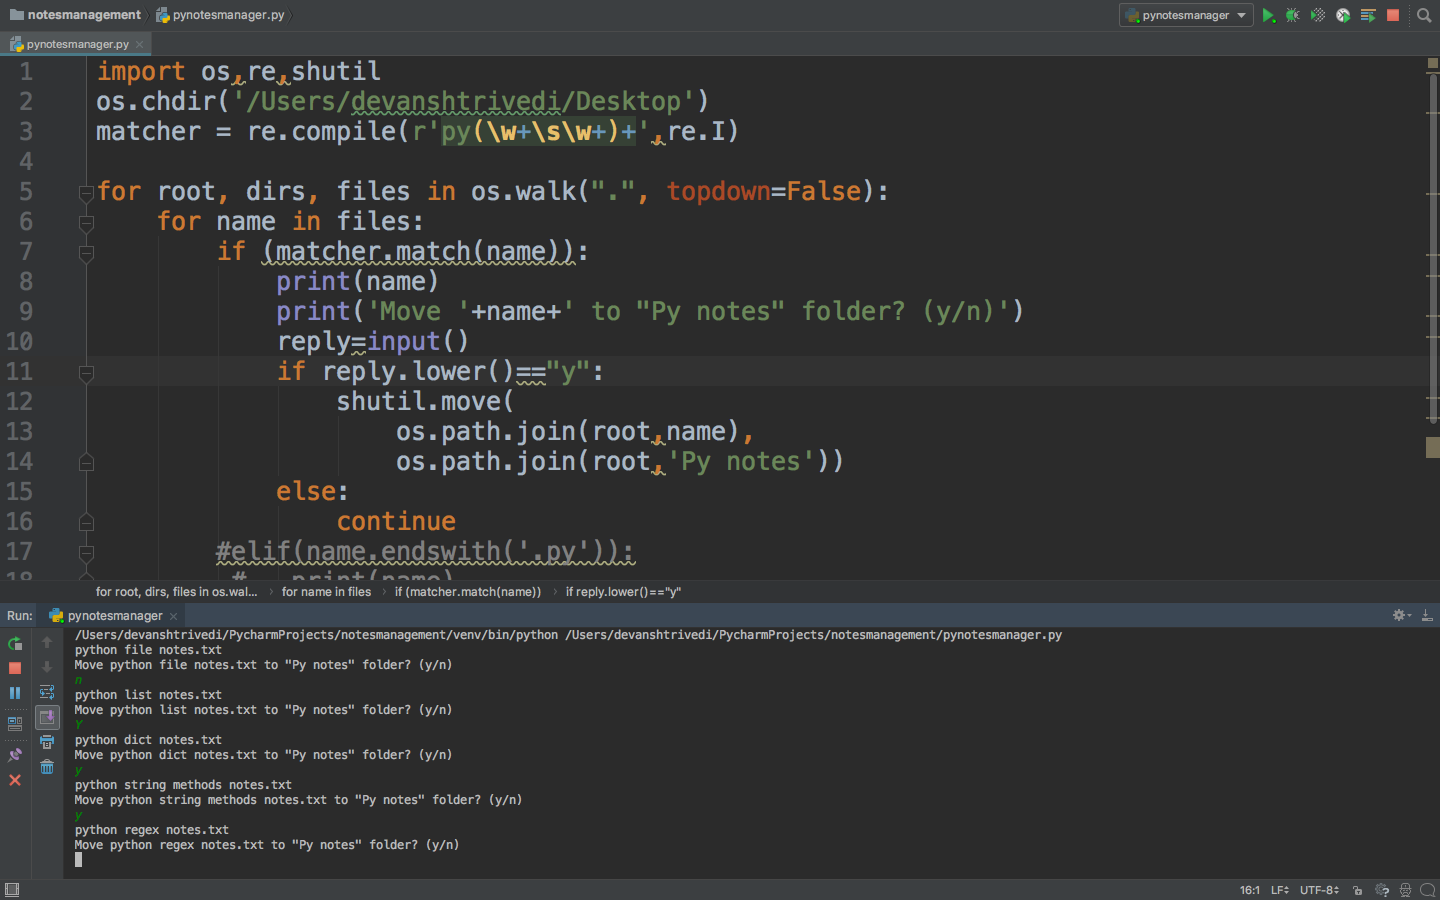 notesmanagement pynotesmanager.py pynotesmanager
pynotesmanager.py
1 import os,re,shutil
2 os.chdir('/Users/devanshtrivedi/Desktop')
3 matcher = re.compile(r'py(\w+\s\w+)+',re.I)
4
5 for root, dirs, files in os.walk(".", topdown=False):
6 for name in files:
7 if (matcher.match(name)):
8 print(name)
9 print('Move '+name+' to "Py notes" folder? (y/n)')
10 reply=input()
11 if reply.lower()=="y":
12 shutil.move(
13 os.path.join(root,name),
14 os.path.join(root,'Py notes'))
15 else:
16 continue
17 #elif(name.endswith('.py')):
18 # print(name)
for root, dirs, files in os.wal... for name in files if (matcher.match(name)) if reply.lower()=="y"
Run: pynotesmanager
/Users/devanshtrivedi/PycharmProjects/notesmanagement/venv/bin/python /Users/devanshtrivedi/PycharmProjects/notesmanagement/pynotesmanager.py
python file notes.txt
Move python file notes.txt to "Py notes" folder? (y/n)
n
python list notes.txt
Move python list notes.txt to "Py notes" folder? (y/n)
Y
python dict notes.txt
Move python dict notes.txt to "Py notes" folder? (y/n)
y
python string methods notes.txt
Move python string methods notes.txt to "Py notes" folder? (y/n)
y
python regex notes.txt
Move python regex notes.txt to "Py notes" folder? (y/n)
16:1 LF UTF-8